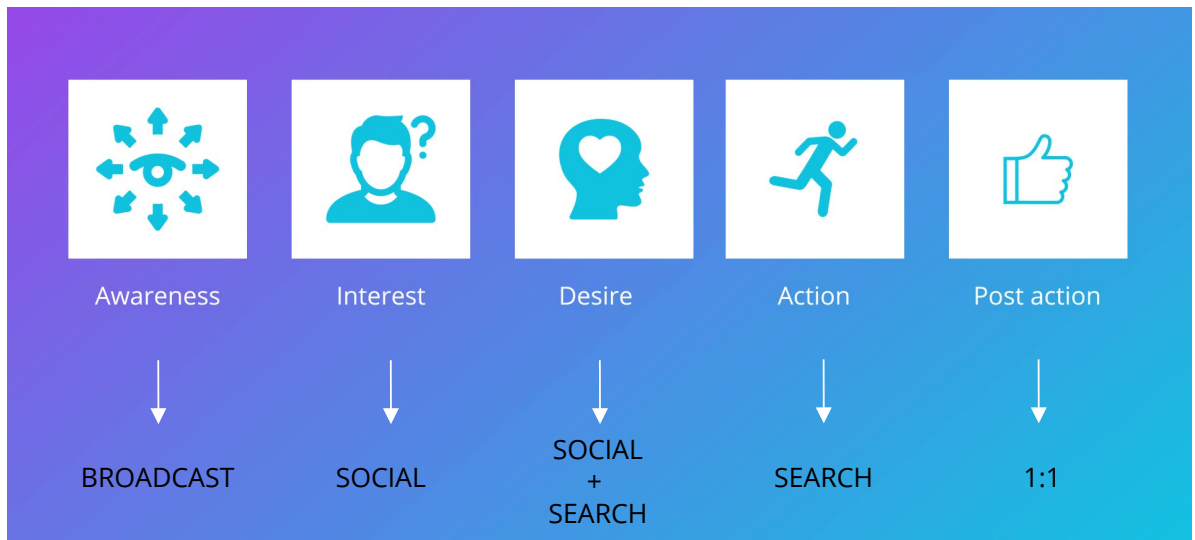 Awareness
Interest
Desire
Action
Post action
BROADCAST
SOCIAL
SOCIAL
+
SEARCH
SEARCH
1:1